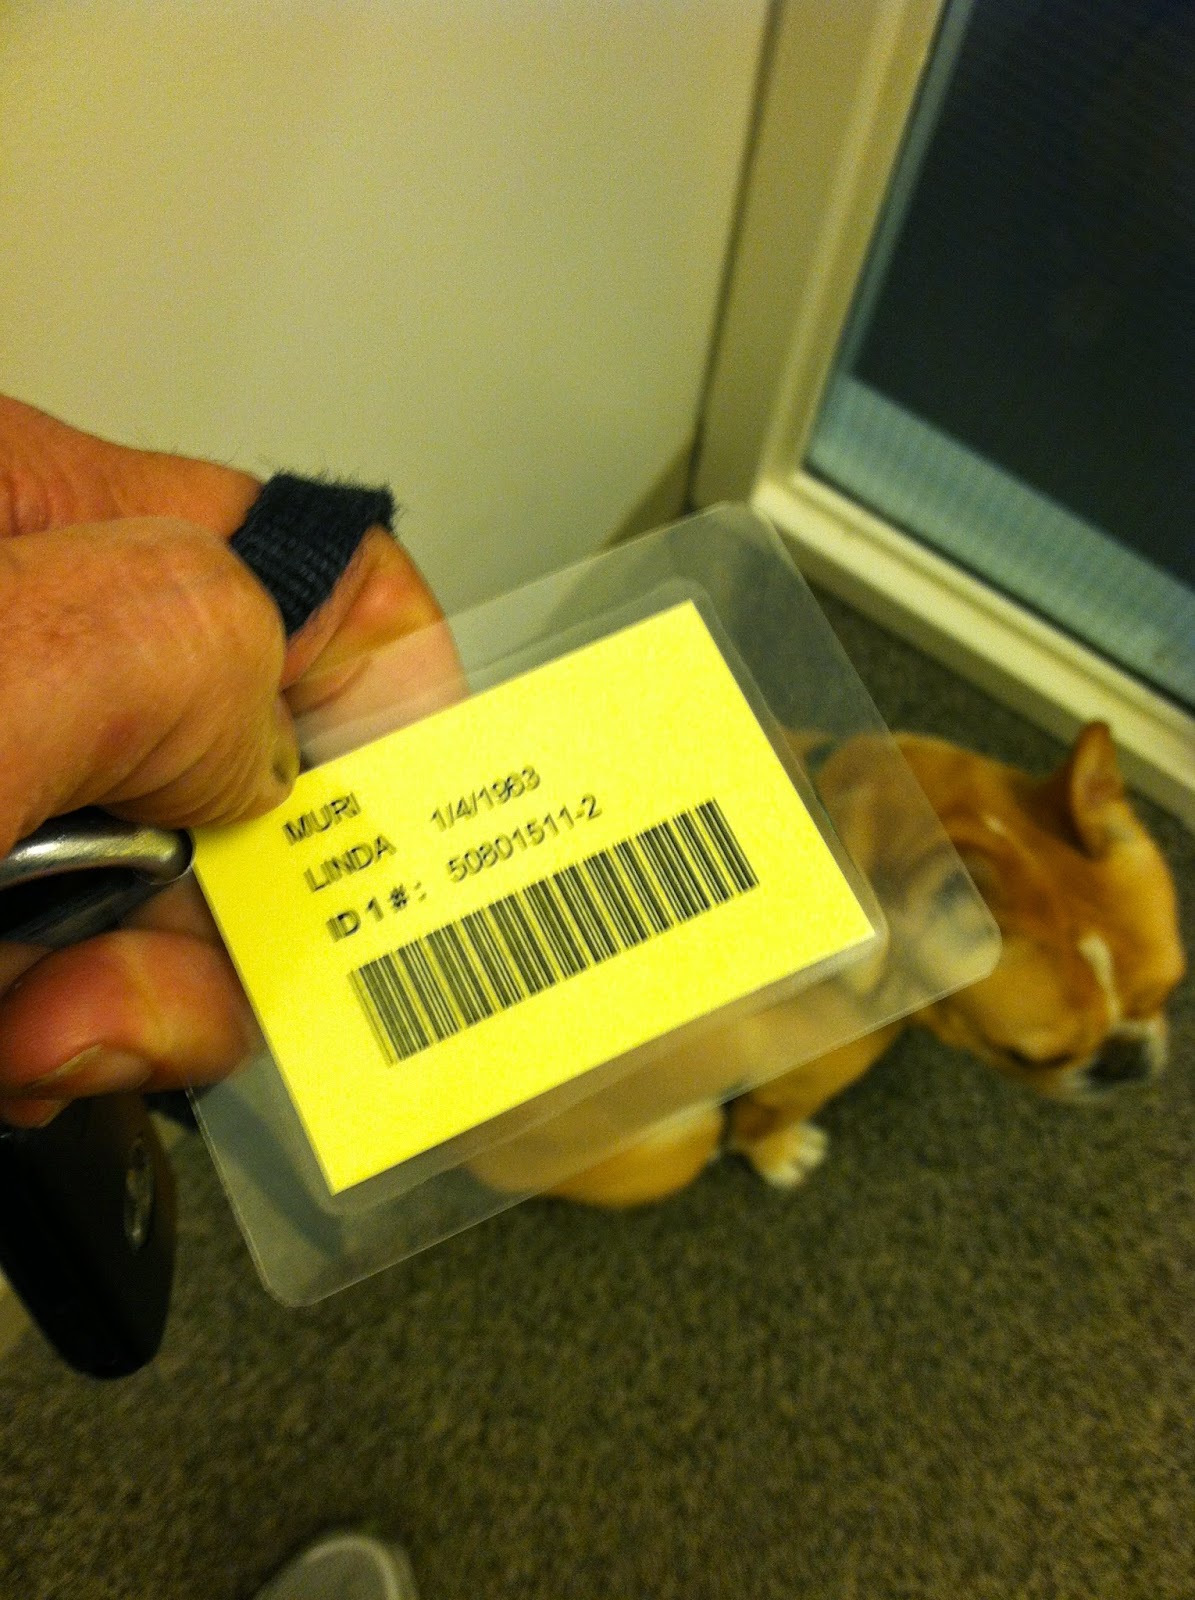 MURI
LINDA 1/4/1963
ID 1 #: 50801511-2